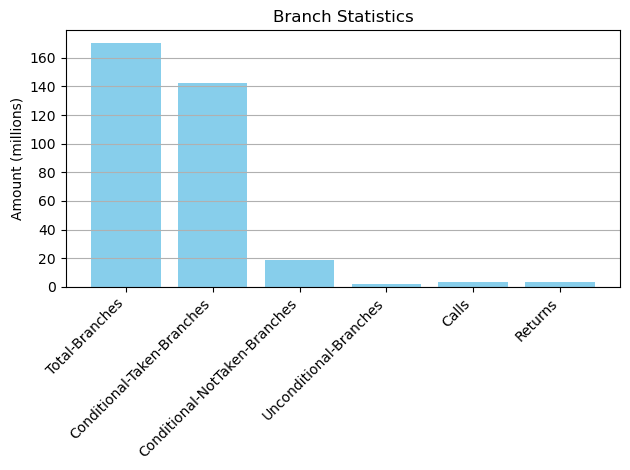 Branch Statistics
Amount (millions)
160
140
120
100
80
60
40
20
0
Total-Branches
Conditional-Taken-Branches
Conditional-NotTaken-Branches
Unconditional-Branches
Calls
Returns